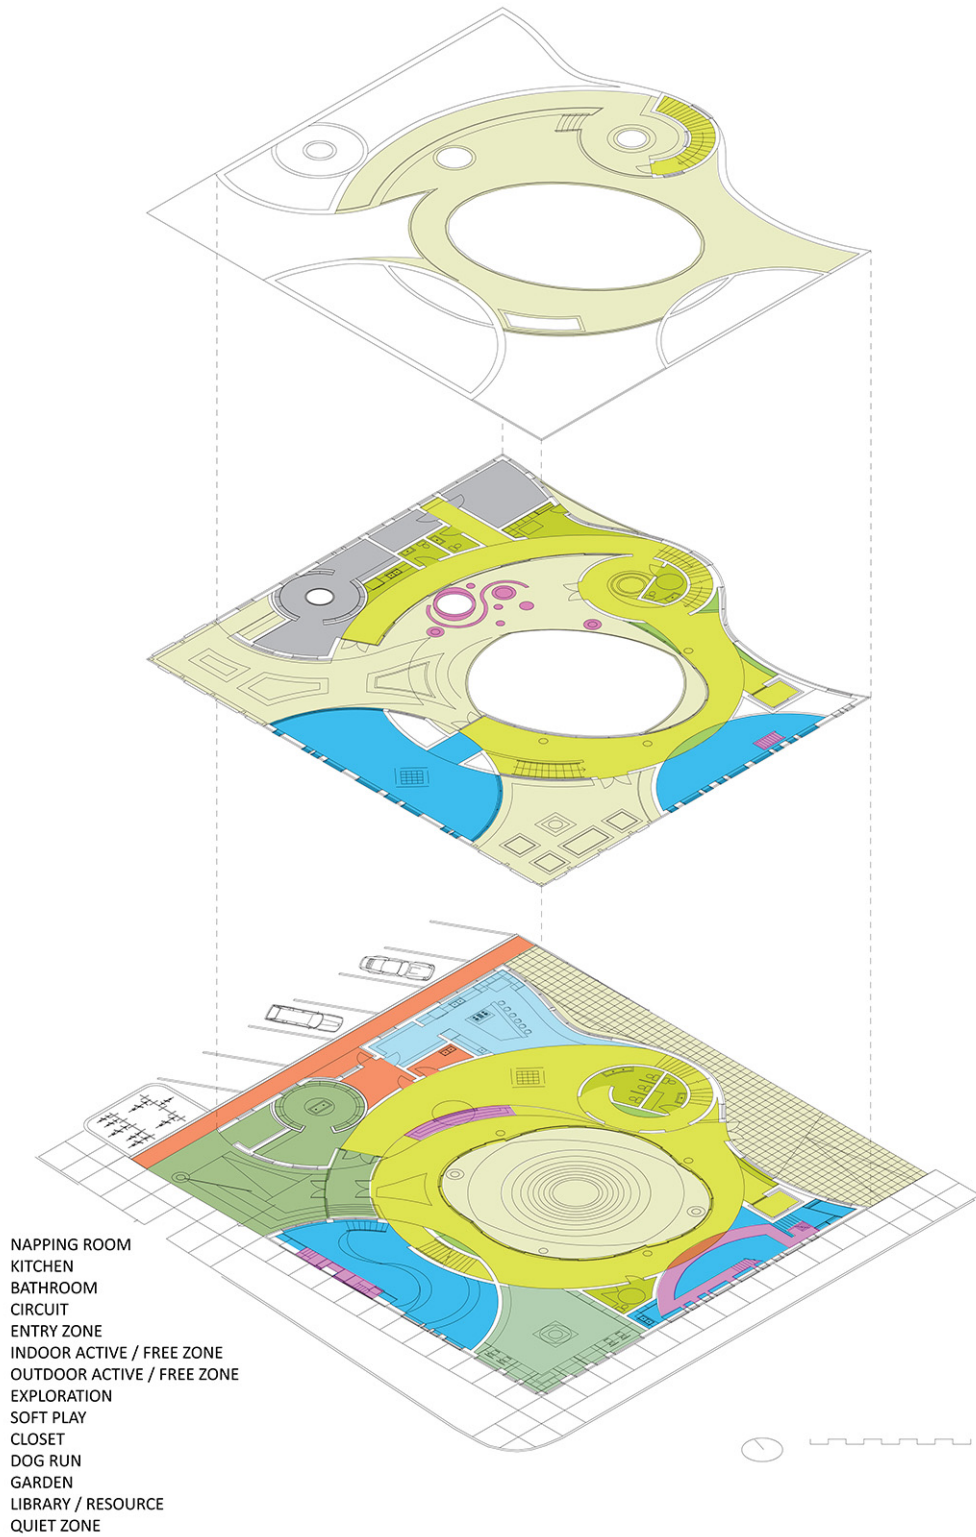 NAPPING ROOM
KITCHEN
BATHROOM
CIRCUIT
ENTRY ZONE
INDOOR ACTIVE / FREE ZONE
OUTDOOR ACTIVE / FREE ZONE
EXPLORATION
SOFT PLAY
CLOSET
DOG RUN
GARDEN
LIBRARY / RESOURCE
QUIET ZONE